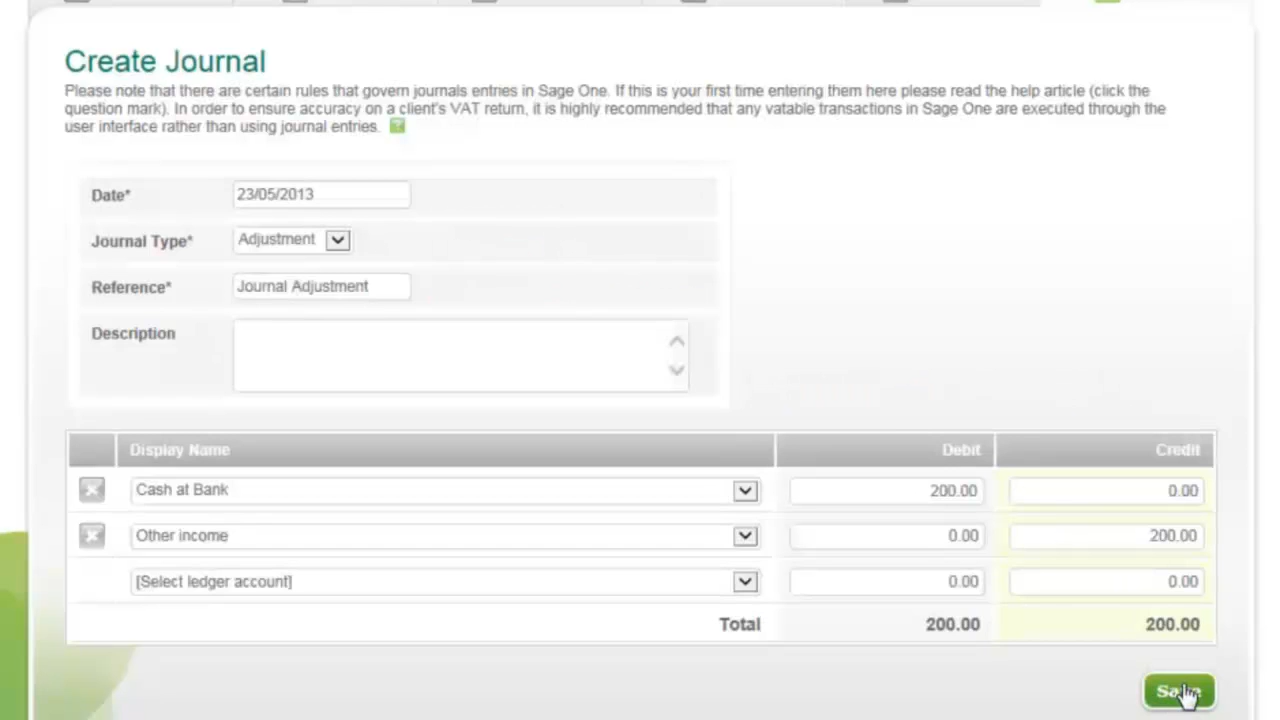 Create Journal
Please note that there are certain rules that govern journals entries in Sage One. If this is your first time entering them here please read the help article (click the
question mark). In order to ensure accuracy on a client's VAT return, it is highly recommended that any vatable transactions in Sage One are executed through the
user interface rather than using journal entries. ?
Date* 23/05/2013
Journal Type* Adjustment
Reference* Journal Adjustment
Description
Display Name Debit Credit
Cash at Bank 200.00 0.00
Other income 0.00 200.00
[Select ledger account] 0.00 0.00
Total 200.00 200.00
Save